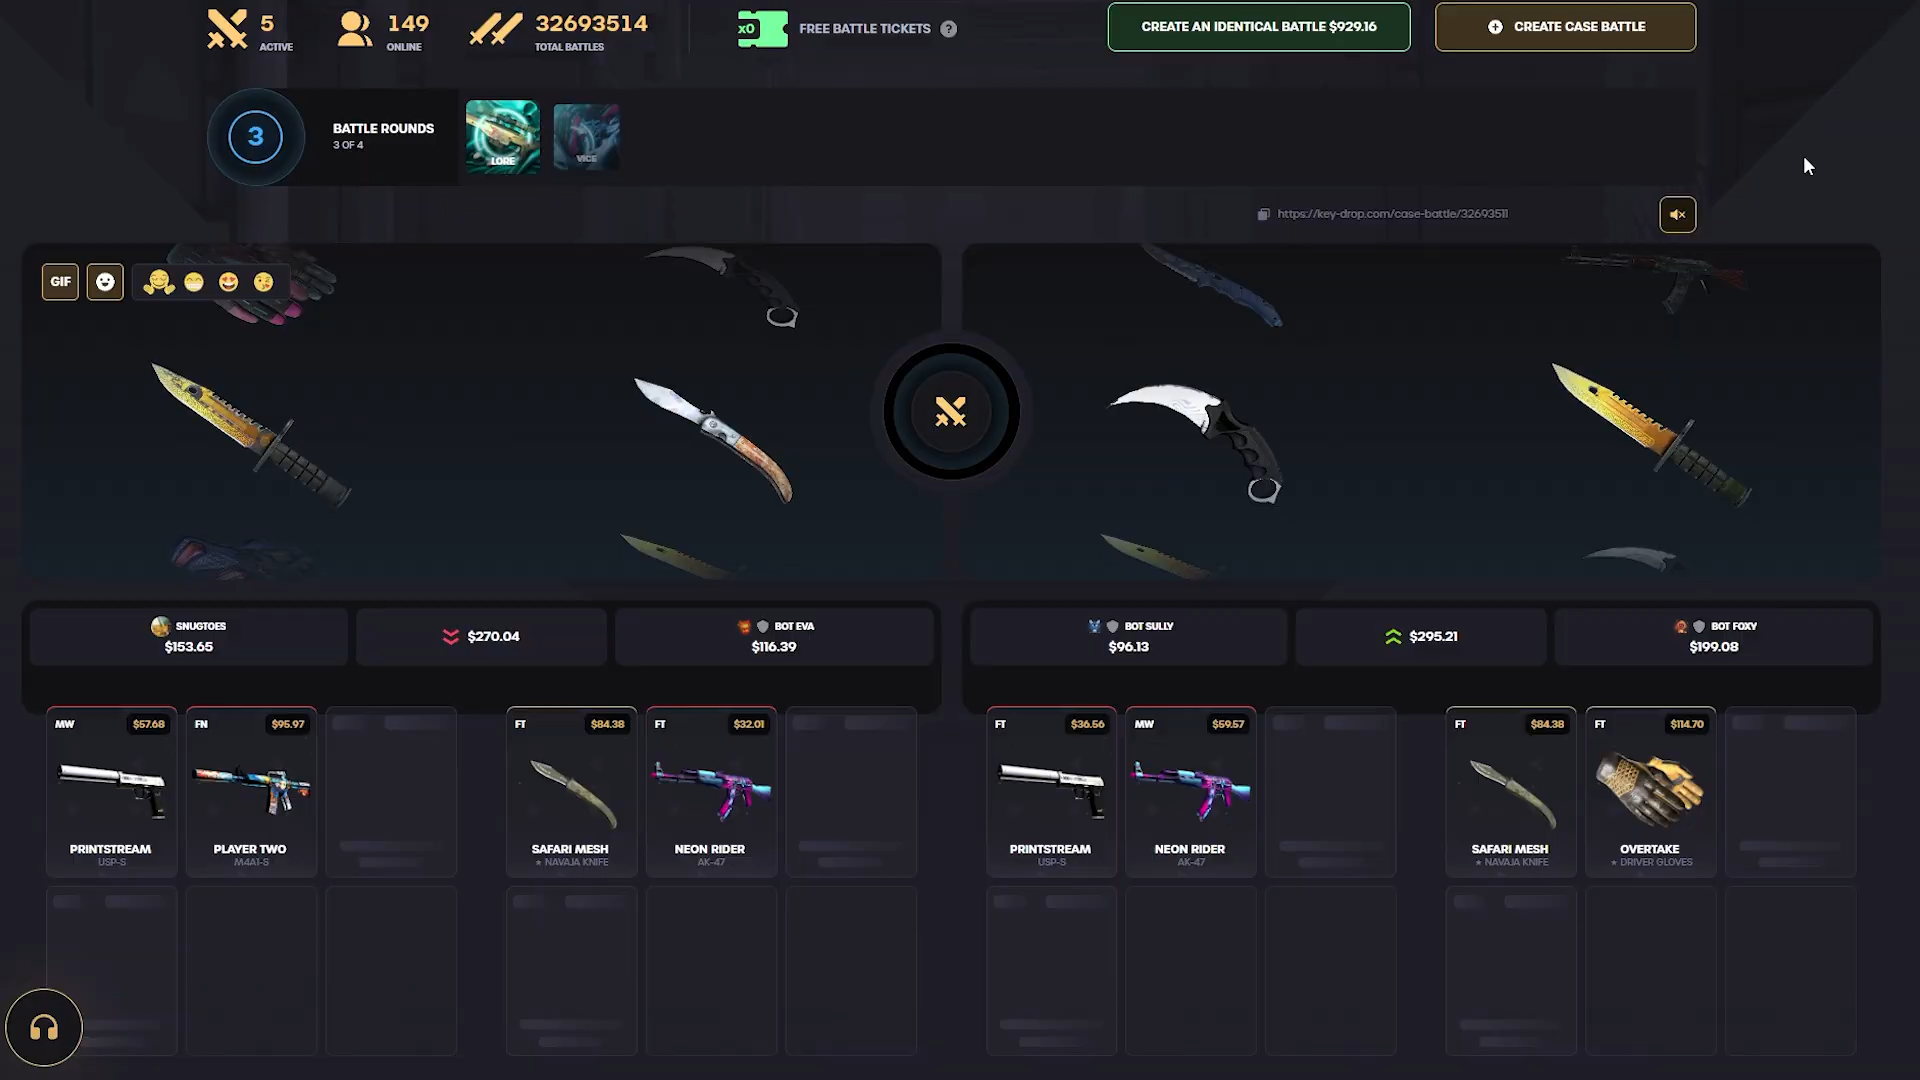 5
ACTIVE
149
ONLINE
32693514
TOTAL BATTLES
x0
FREE BATTLE TICKETS ?
CREATE AN IDENTICAL BATTLE $929.16
CREATE CASE BATTLE
3
BATTLE ROUNDS
3 OF 4
LORE
VICE
https://key-drop.com/case-battle/32693511
GIF
SNUGTOES
$153.65
$270.04
BOT EVA
$116.39
BOT SULLY
$96.13
$295.21
BOT FOXY
$199.08
MW $57.68
PRINTSTREAM
USP-S
FN $95.97
PLAYER TWO
M4A1-S
FT $84.38
SAFARI MESH
★ NAVAJA KNIFE
FT $32.01
NEON RIDER
AK-47
FT $36.56
PRINTSTREAM
USP-S
MW $59.57
NEON RIDER
AK-47
FT $84.38
SAFARI MESH
★ NAVAJA KNIFE
FT $114.70
OVERTAKE
★ DRIVER GLOVES